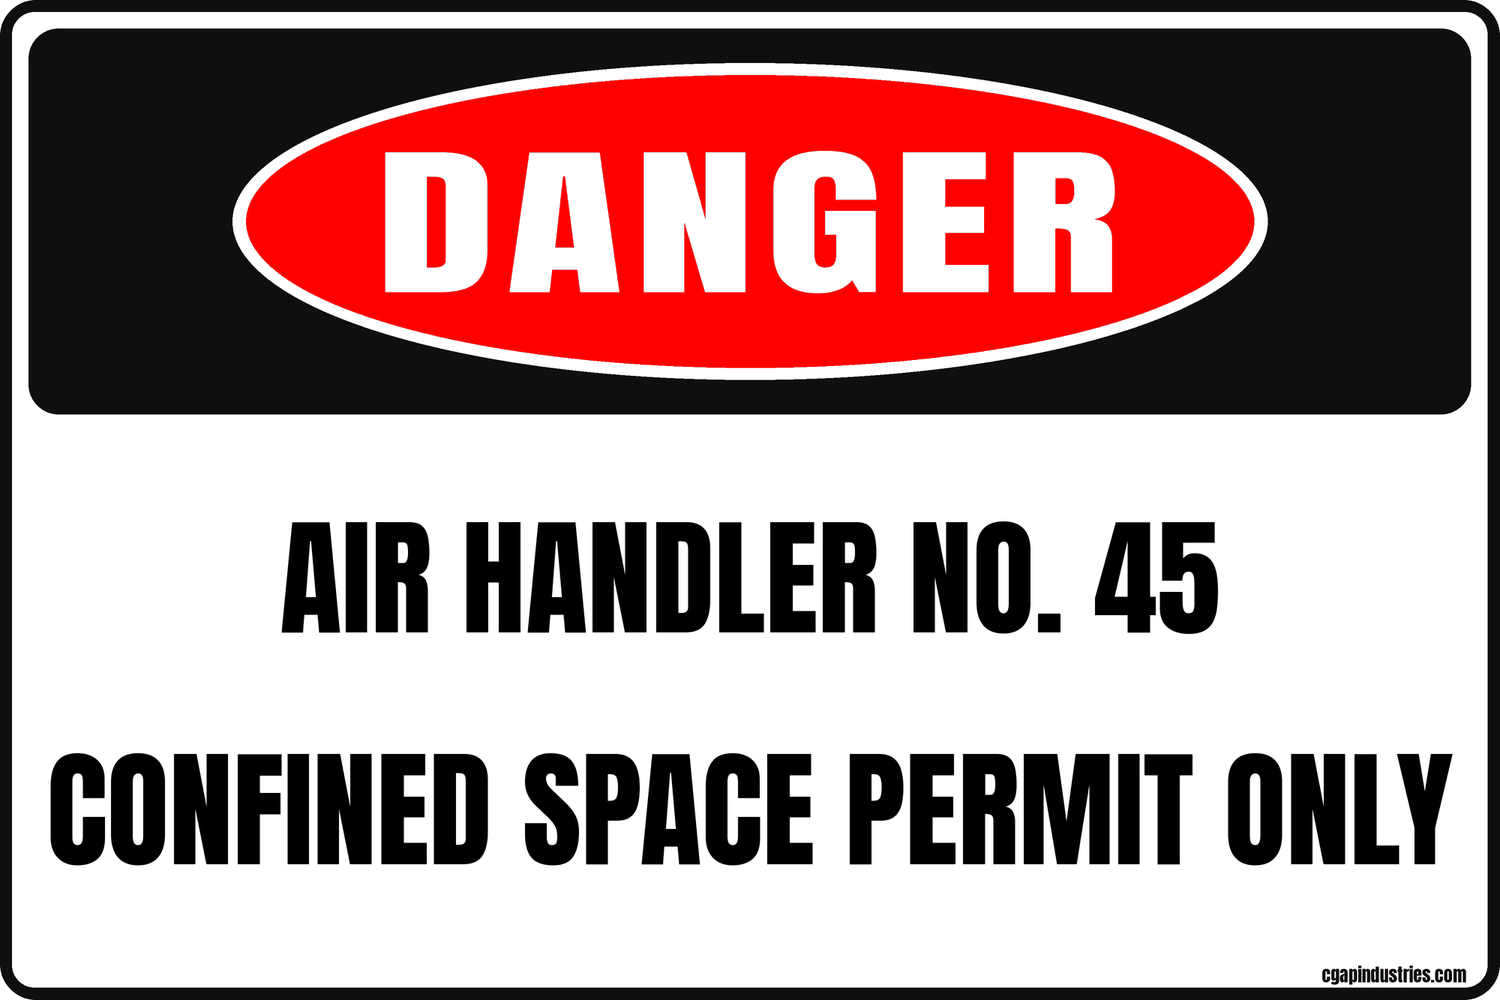 DANGER
AIR HANDLER NO. 45
CONFINED SPACE PERMIT ONLY
cgapindustries.com